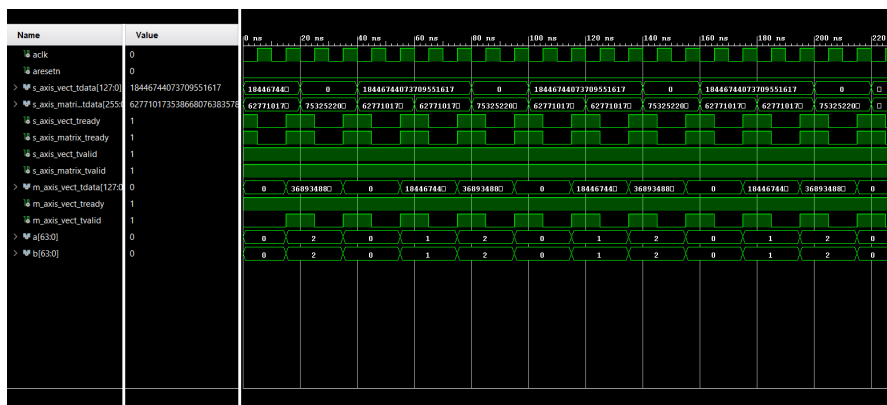 Name Value
0 ns 20 ns 40 ns 60 ns 80 ns 100 ns 120 ns 140 ns 160 ns 180 ns 200 ns 220
aclk 0
aresetn 0
s_axis_vect_tdata[127:0] 18446744073709551617 18446744 18446744073709551617 0 18446744073709551617 0 18446744073709551617 0
s_axis_matri...tdata[255:0 627710173538668076383578 62771017 75325220 62771017 62771017 75325220 62771017 62771017 75325220 62771017 62771017 75325220
s_axis_vect_tready 1
s_axis_matrix_tready 1
s_axis_vect_tvalid 1
s_axis_matrix_tvalid 1
m_axis_vect_tdata[127:0 0 0 36893488 0 18446744 36893488 0 18446744 36893488 0 18446744 36893488 0
m_axis_vect_tready 1
m_axis_vect_tvalid 1
a[63:0] 0 0 2 0 1 2 0 1 2 0 1 2 0
b[63:0] 0 0 2 0 1 2 0 1 2 0 1 2 0